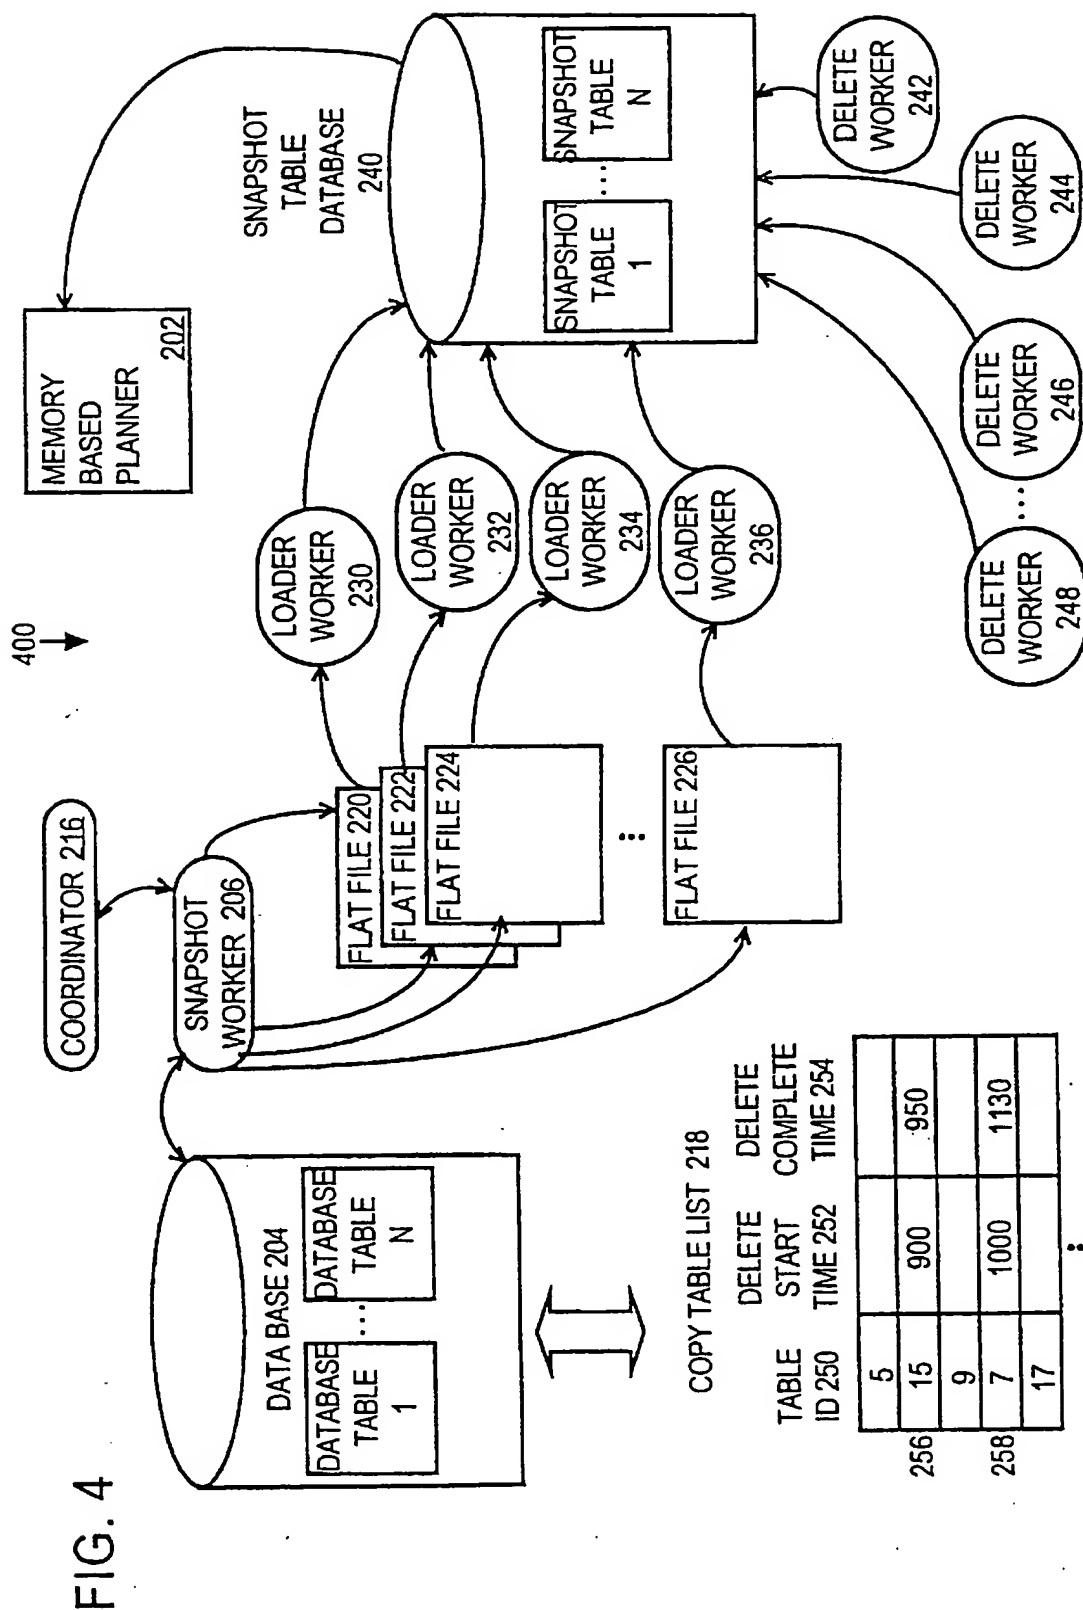 FIG. 4
400
COORDINATOR 216
SNAPSHOT
WORKER 206
DATA BASE 204
DATABASE
TABLE
1
....
DATABASE
TABLE
N
FLAT FILE 220
FLAT FILE 222
FLAT FILE 224
FLAT FILE 226
LOADER
WORKER
230
LOADER
WORKER
232
LOADER
WORKER
234
LOADER
WORKER
236
MEMORY
BASED
PLANNER
202
SNAPSHOT
TABLE
DATABASE
240
SNAPSHOT
TABLE
1
....
SNAPSHOT
TABLE
N
DELETE
WORKER
242
DELETE
WORKER
244
DELETE
WORKER
246
....
DELETE
WORKER
248
COPY TABLE LIST 218
TABLE
ID 250
DELETE
START
TIME 252
DELETE
COMPLETE
TIME 254
5
256 15 900 950
9
258 7 1000 1130
17